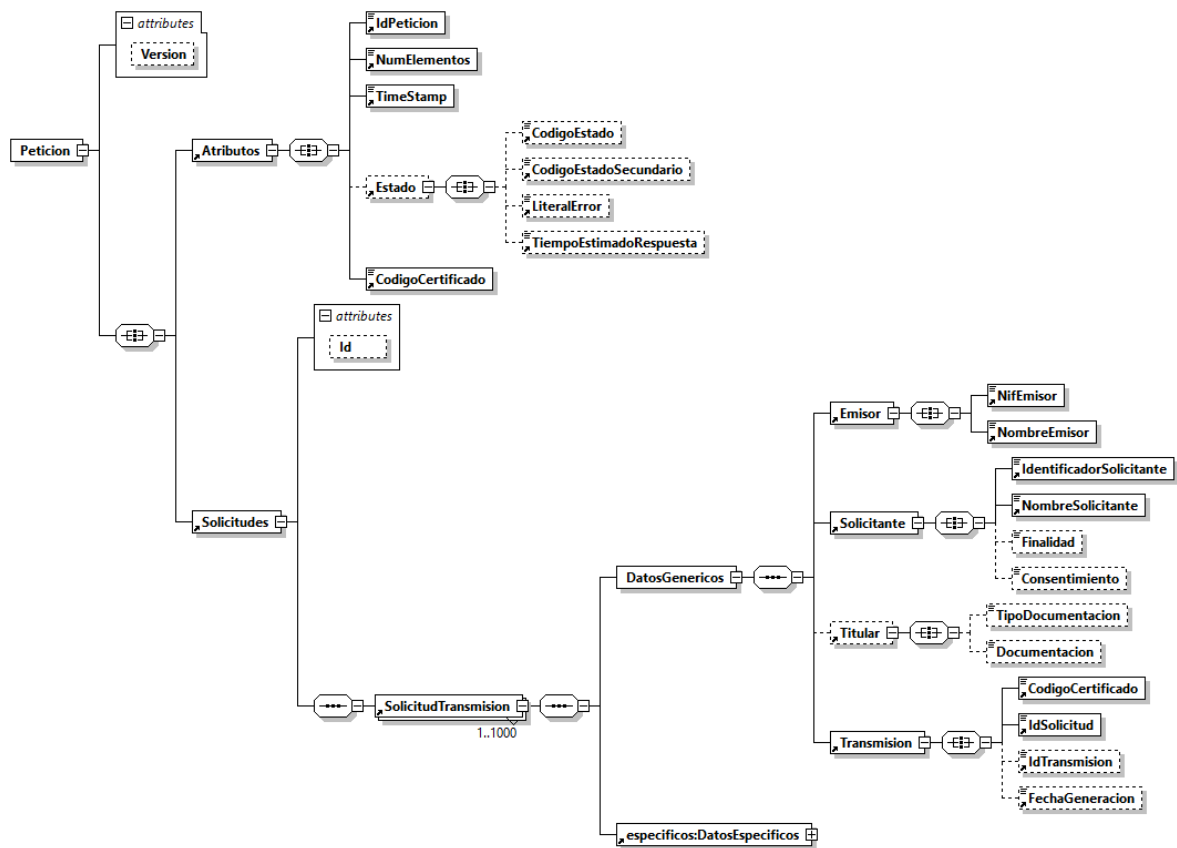 attributes
Version
Peticion
Atributos
IdPeticion
NumElementos
TimeStamp
Estado
CodigoEstado
CodigoEstadoSecundario
LiteralError
TiempoEstimadoRespuesta
CodigoCertificado
attributes
Id
Solicitudes
SolicitudTransmision
1..1000
DatosGenericos
Emisor
NifEmisor
NombreEmisor
Solicitante
IdentificadorSolicitante
NombreSolicitante
Finalidad
Consentimiento
Titular
TipoDocumentacion
Documentacion
Transmision
CodigoCertificado
IdSolicitud
IdTransmision
FechaGeneracion
especificos:DatosEspecificos